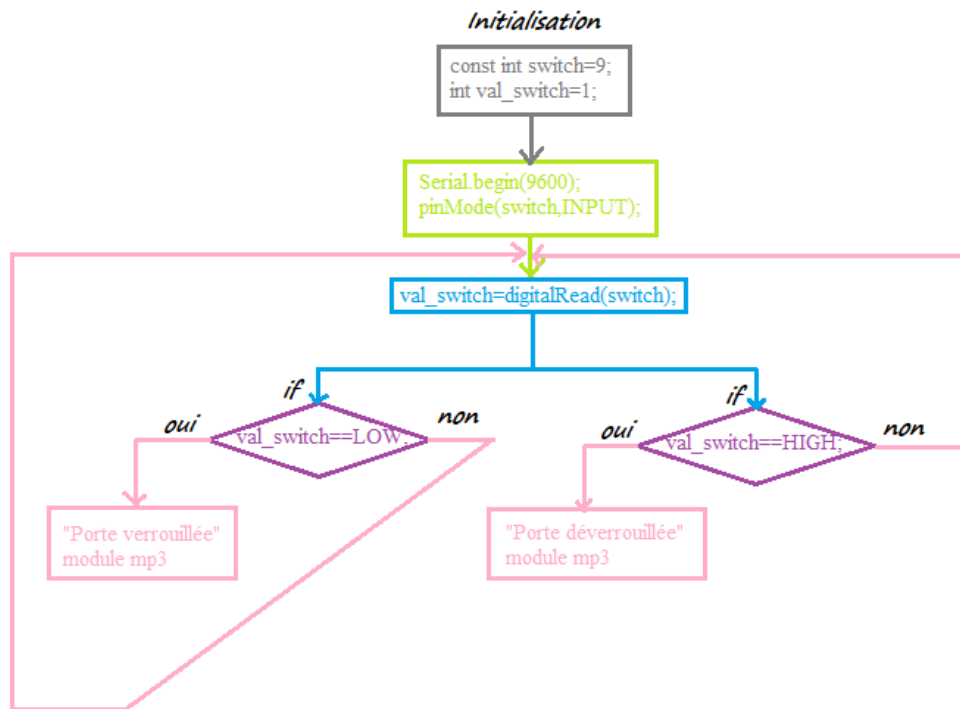 Initialisation
const int switch=9;
int val_switch=1;
Serial.begin(9600);
pinMode(switch,INPUT);
val_switch=digitalRead(switch);
if
if
oui
val_switch==LOW;
non
oui
val_switch==HIGH;
non
"Porte verrouillée"
module mp3
"Porte déverrouillée"
module mp3